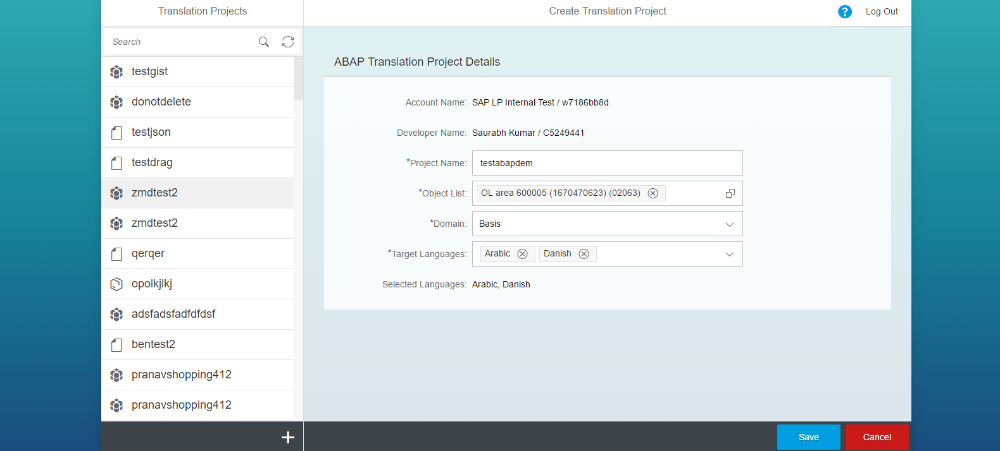 Translation Projects
Create Translation Project
? Log Out
Search
testgist
donotdelete
testjson
testdrag
zmdtest2
zmdtest2
qerqer
opolkjlkj
adsfadsfadfdfdsf
bentest2
pranavshopping412
pranavshopping412
ABAP Translation Project Details
Account Name: SAP LP Internal Test / w7186bb8d
Developer Name: Saurabh Kumar / C5249441
*Project Name: testabapdem
*Object List: OL area 600005 (1670470623) (02063)
*Domain: Basis
*Target Languages: Arabic Danish
Selected Languages: Arabic, Danish
Save Cancel